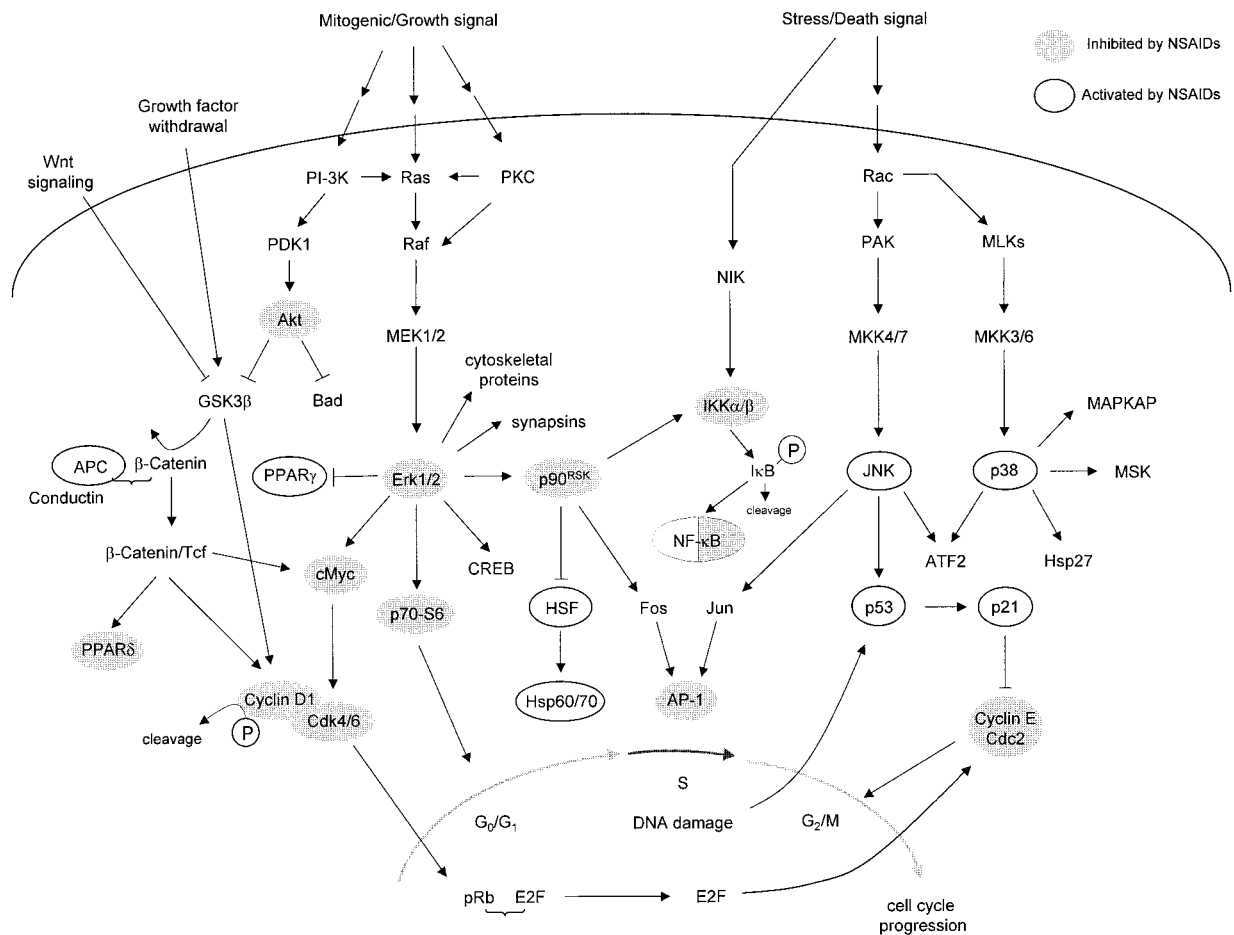 Mitogenic/Growth signal
Stress/Death signal
Inhibited by NSAIDs
Activated by NSAIDs
Growth factor
withdrawal
Wnt
signaling
PI-3K
Ras
PKC
Rac
PDK1
Raf
PAK
MLKs
NIK
Akt
MEK1/2
MKK4/7
MKK3/6
cytoskeletal
proteins
GSK3β
Bad
synapsins
IKKα/β
MAPKAP
APC
β-Catenin
Conductin
PPARγ
Erk1/2
p90RSK
IκB
P
cleavage
JNK
p38
MSK
NF-κB
β-Catenin/Tcf
cMyc
CREB
ATF2
Hsp27
p70-S6
HSF
Fos
Jun
p53
p21
PPARδ
Cyclin D1
Cdk4/6
P
cleavage
Hsp60/70
AP-1
Cyclin E
Cdc2
S
G0/G1
DNA damage
G2/M
pRb
E2F
E2F
cell cycle
progression